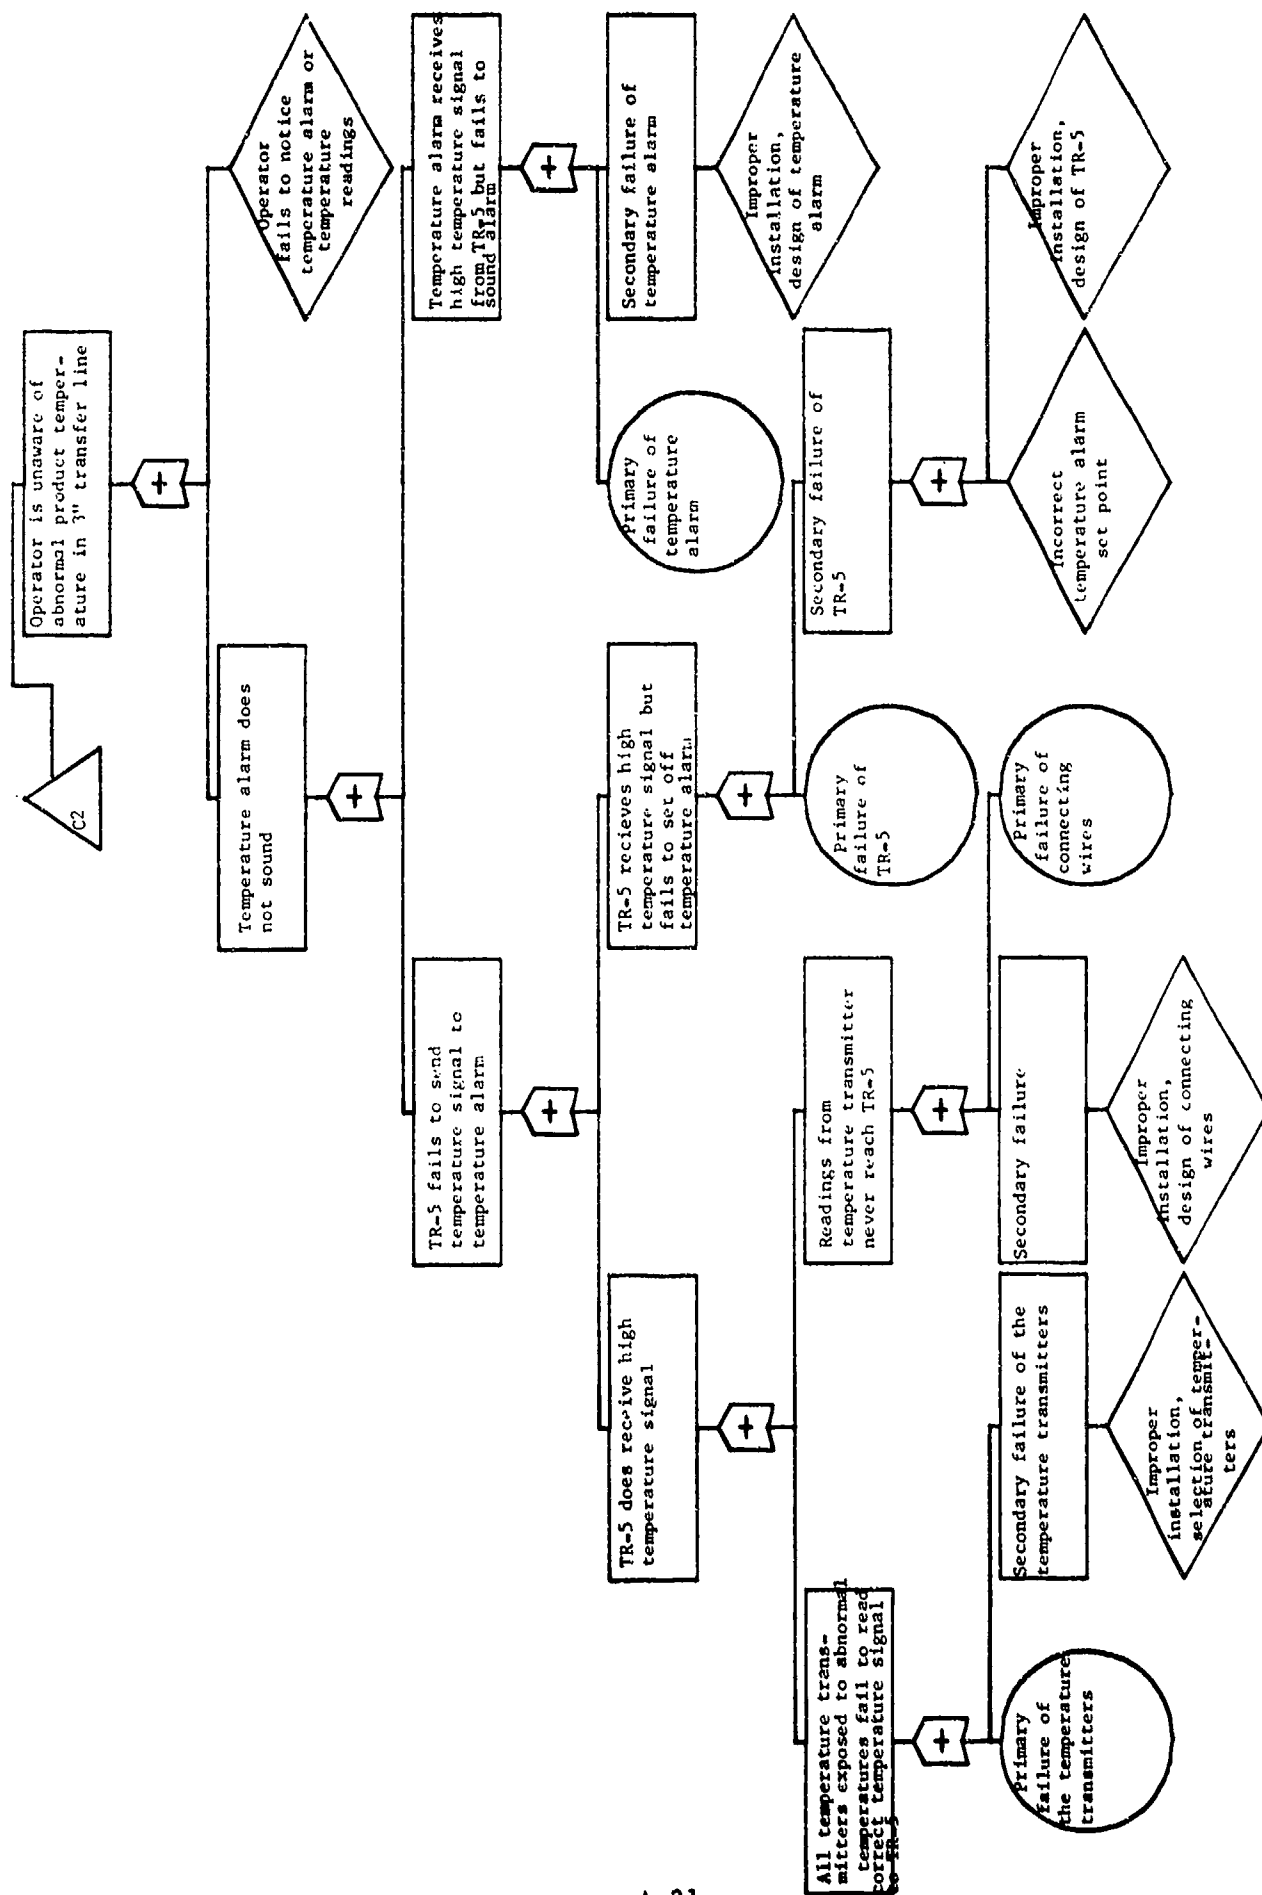 C2
Operator is unaware of
abnormal product temper-
ature in 3" transfer line
+
Temperature alarm does
not sound
Operator
fails to notice
temperature alarm or
temperature
readings
+
TR-5 fails to send
temperature signal to
temperature alarm
Temperature alarm receives
high temperature signal
from TR-5 but fails to
sound alarm
+
+
TR-5 does receive high
temperature signal
TR-5 recieves high
temperature signal but
fails to set off
temperature alarm
Primary
failure of
temperature
alarm
Secondary failure of
temperature alarm
+
+
Improper
installation,
design of temperature
alarm
All temperature trans-
mitters exposed to abnormal
temperatures fail to read
correct temperature signal
to TR-5
Readings from
temperature transmitter
never reach TR-5
Primary
failure of
TR-5
Secondary failure of
TR-5
+
+
+
Primary
failure of
the temperature
transmitters
Secondary failure of the
temperature transmitters
Secondary failure
Primary
failure of
connecting
wires
Incorrect
temperature alarm
set point
Improper
installation,
design of TR-5
Improper
installation,
selection of temper-
ature transmit-
ters
Improper
installation,
design of connecting
wires